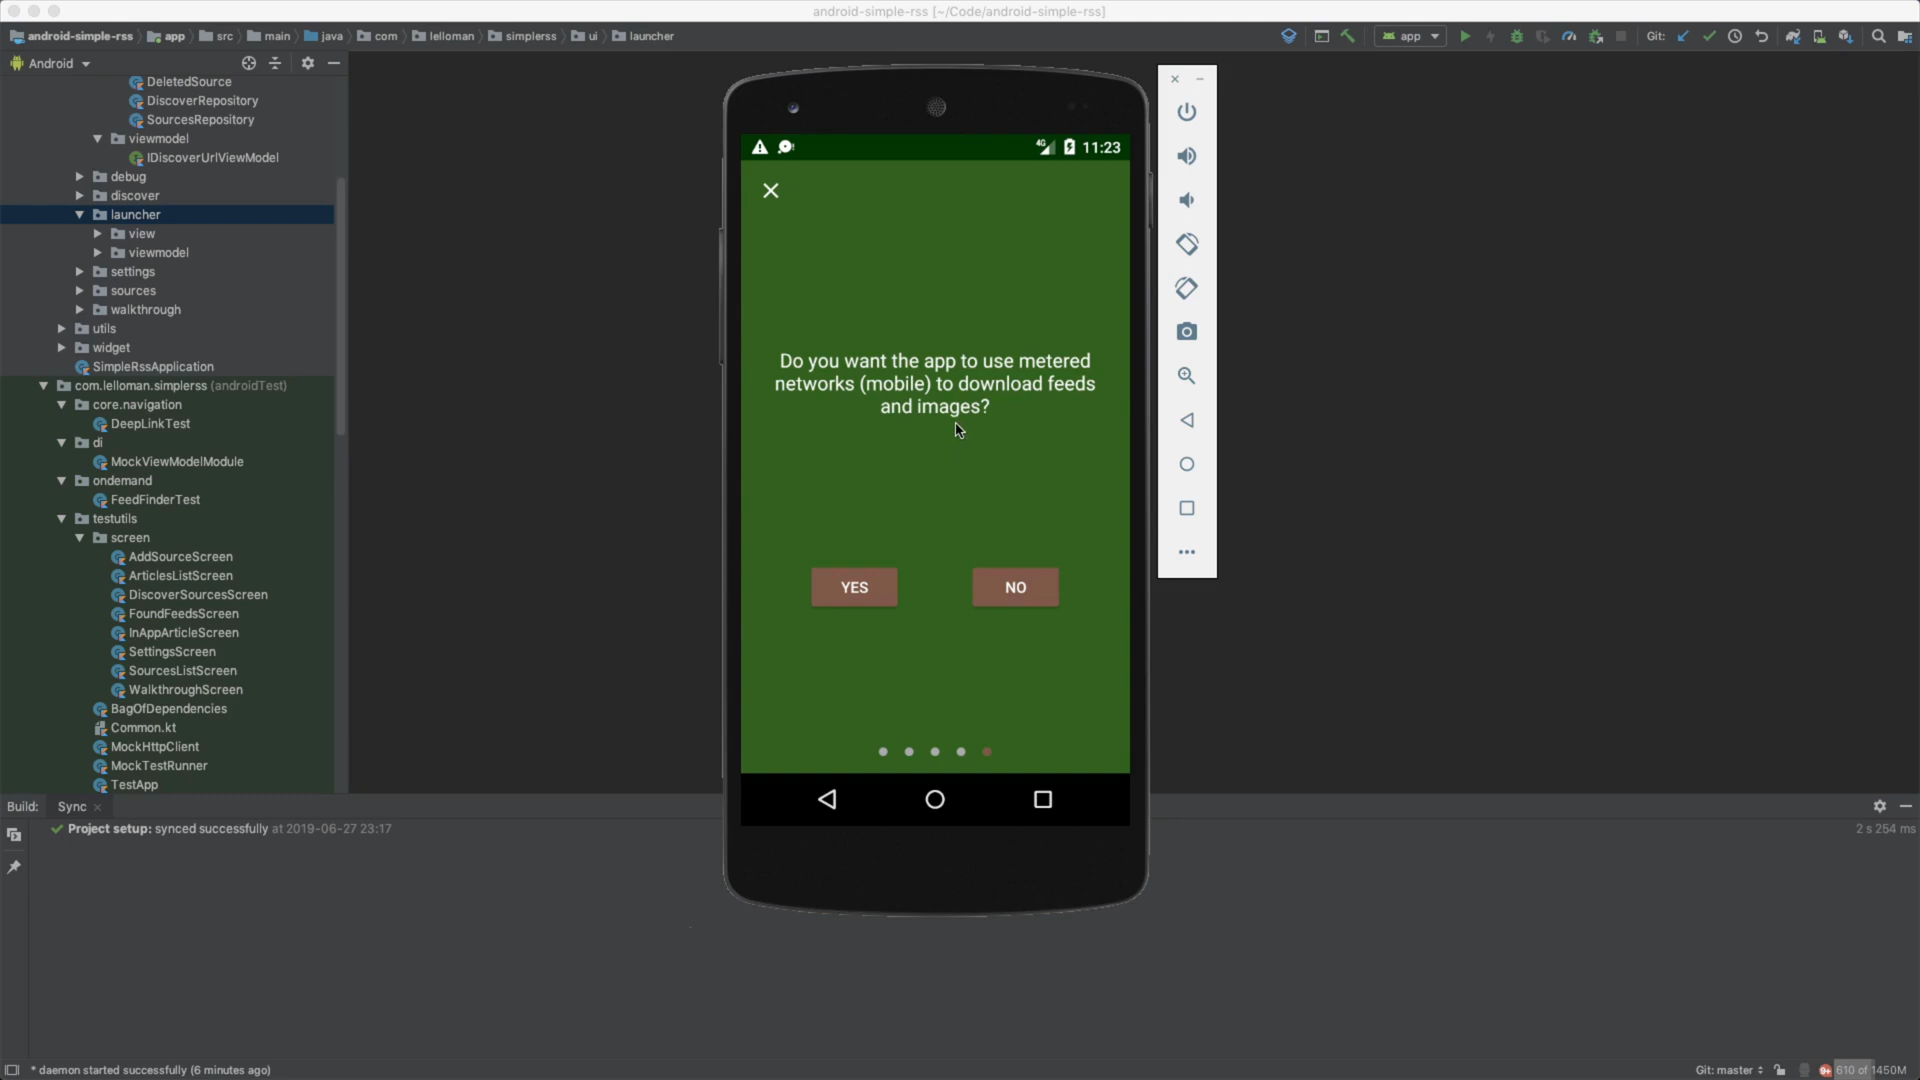 android-simple-rss [~/Code/android-simple-rss]
android-simple-rss app src main java com lelloman simplerss ui launcher
app
Git:
Android
DeletedSource
DiscoverRepository
SourcesRepository
viewmodel
IDiscoverUrlViewModel
debug
discover
launcher
view
viewmodel
settings
sources
walkthrough
utils
widget
SimpleRssApplication
com.lelloman.simplerss (androidTest)
core.navigation
DeepLinkTest
di
MockViewModelModule
ondemand
FeedFinderTest
testutils
screen
AddSourceScreen
ArticlesListScreen
DiscoverSourcesScreen
FoundFeedsScreen
InAppArticleScreen
SettingsScreen
SourcesListScreen
WalkthroughScreen
BagOfDependencies
Common.kt
MockHttpClient
MockTestRunner
TestApp
4G 11:23
Do you want the app to use metered
networks (mobile) to download feeds
and images?
YES NO
Build: Sync
Project setup: synced successfully at 2019-06-27 23:17
2 s 254 ms
* daemon started successfully (6 minutes ago)
Git: master
9+
610 of 1450M